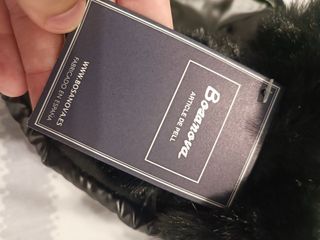 Bosanova
ARTICLE DE PELL
WWW.BOSANOVA.ES
FABRICADO EN ESPAÑA